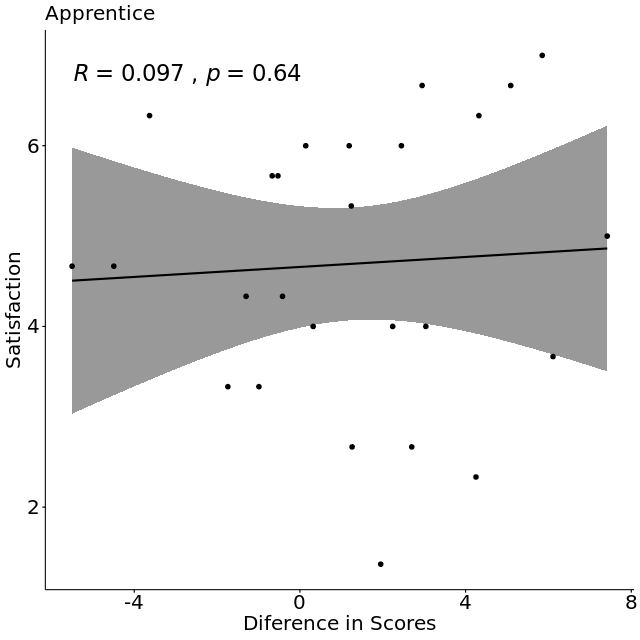 Apprentice
R = 0.097 , p = 0.64
6
4
2
Satisfaction
-4 0 4 8
Diference in Scores